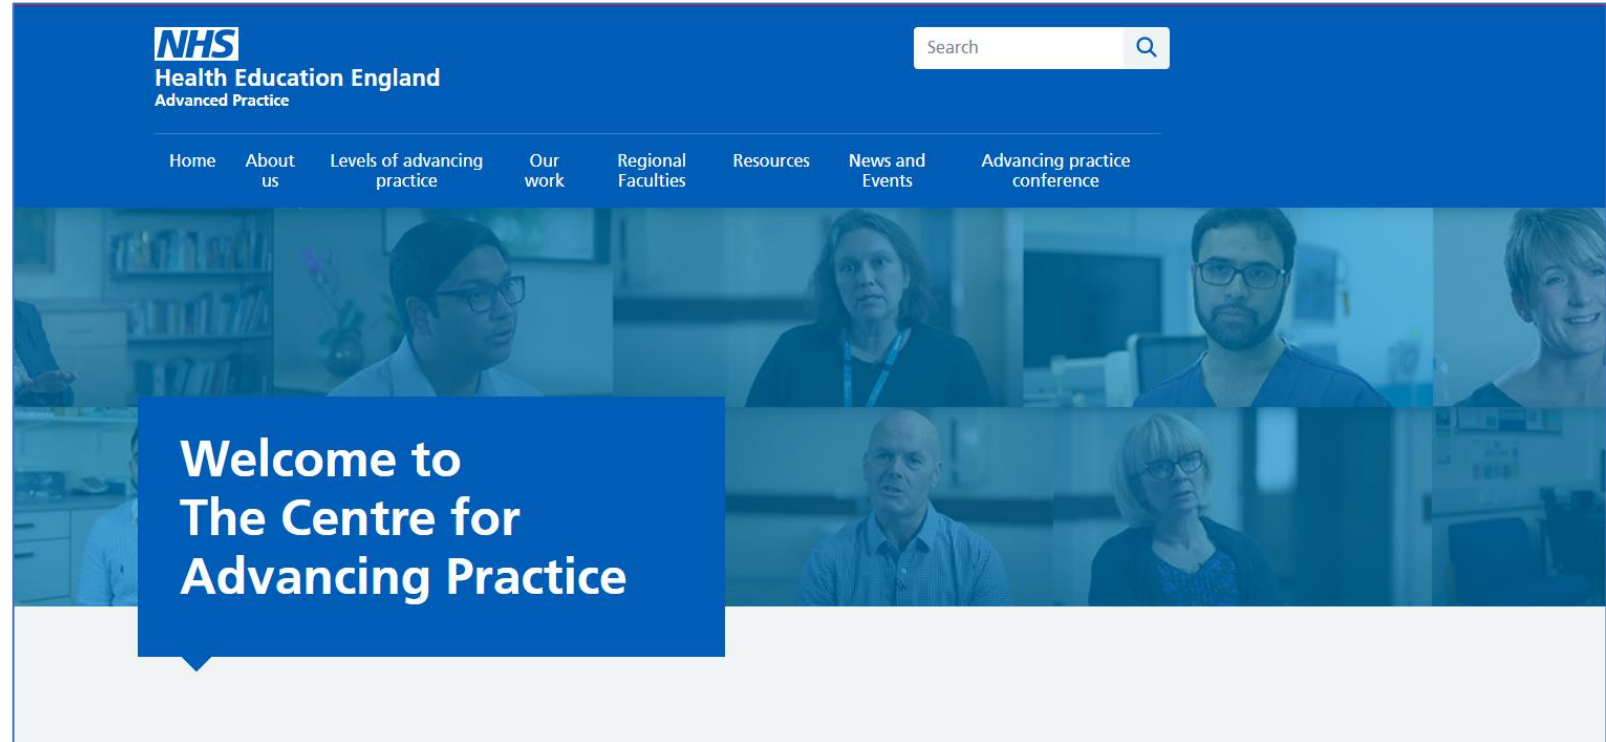 NHS
Health Education England
Advanced Practice
Search
Home
About
us
Levels of advancing
practice
Our
work
Regional
Faculties
Resources
News and
Events
Advancing practice
conference
Welcome to
The Centre for
Advancing Practice